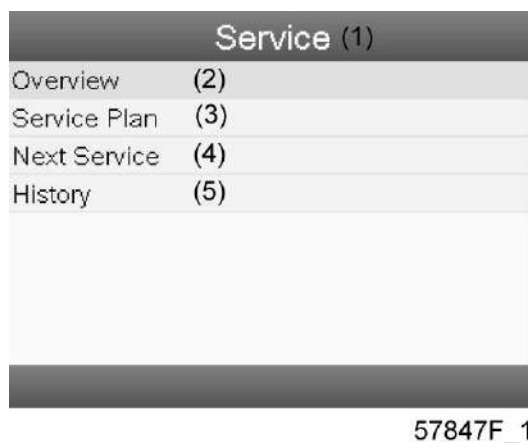 Service (1)
Overview (2)
Service Plan (3)
Next Service (4)
History (5)
57847F_1